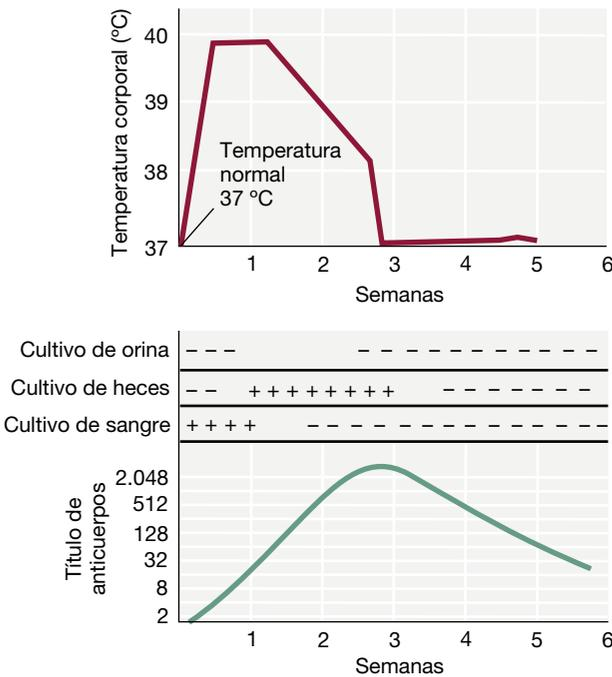 Temperatura corporal (ºC)
40
39
38
37
Temperatura
normal
37 ºC
1 2 3 4 5 6
Semanas
Cultivo de orina – – – – – – – – – – – – – –
Cultivo de heces – – + + + + + + + + – – – – – – – –
Cultivo de sangre + + + + – – – – – – – – – – – – –
Título de
anticuerpos
2.048
512
128
32
8
2
1 2 3 4 5 6
Semanas